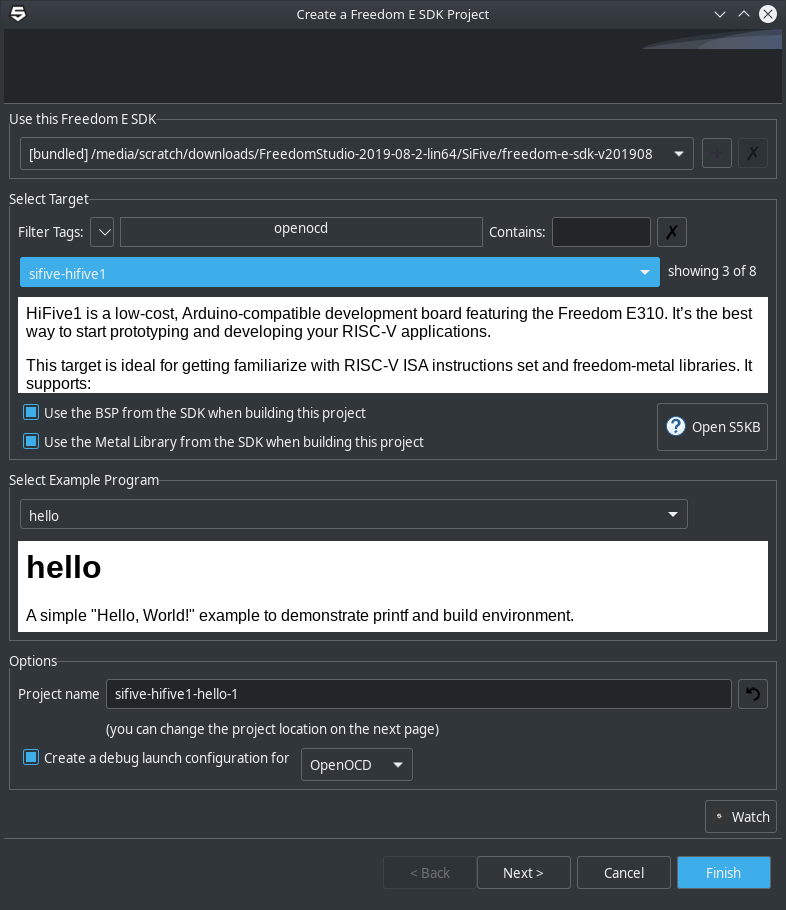 Create a Freedom E SDK Project
Use this Freedom E SDK
[bundled] /media/scratch/downloads/FreedomStudio-2019-08-2-lin64/SiFive/freedom-e-sdk-v201908
Select Target
Filter Tags:
openocd
Contains:
sifive-hifive1
showing 3 of 8
HiFive1 is a low-cost, Arduino-compatible development board featuring the Freedom E310. It’s the best
way to start prototyping and developing your RISC-V applications.
This target is ideal for getting familiarize with RISC-V ISA instructions set and freedom-metal libraries. It
supports:
Use the BSP from the SDK when building this project
Use the Metal Library from the SDK when building this project
Open S5KB
Select Example Program
hello
hello
A simple "Hello, World!" example to demonstrate printf and build environment.
Options
Project name
sifive-hifive1-hello-1
(you can change the project location on the next page)
Create a debug launch configuration for
OpenOCD
Watch
< Back
Next >
Cancel
Finish